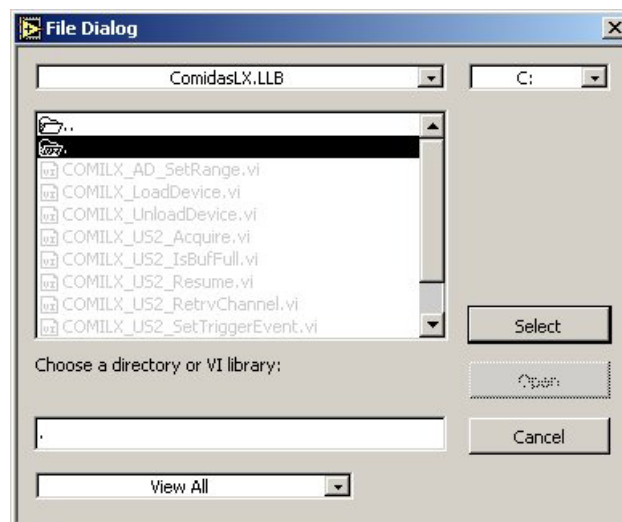 File Dialog
ComidasLX.LLB
C:
..
.
COMILX_AD_SetRange.vi
COMILX_LoadDevice.vi
COMILX_UnloadDevice.vi
COMILX_US2_Acquire.vi
COMILX_US2_IsBufFull.vi
COMILX_US2_Resume.vi
COMILX_US2_RetrvChannel.vi
COMILX_US2_SetTriggerEvent.vi
Select
Choose a directory or VI library:
Open
.
Cancel
View All